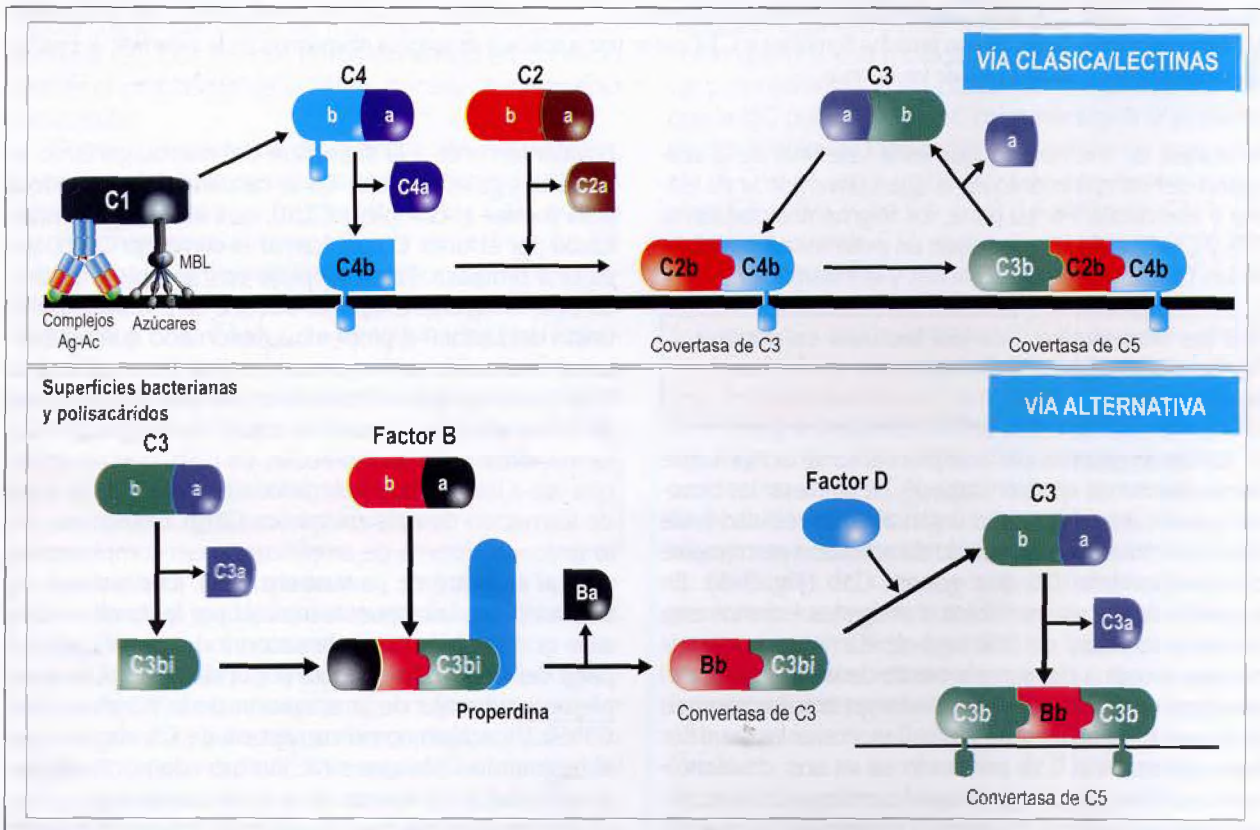 VÍA CLÁSICA/LECTINAS
C4
C2
C3
b a
b a
a b
a
C1
C4a
C2a
MBL
C4b
C2b C4b
C3b C2b C4b
Complejos
Ag-Ac
Azúcares
Covertasa de C3
Covertasa de C5
VÍA ALTERNATIVA
Superficies bacterianas
y polisacáridos
C3
Factor B
b a
b a
Factor D
C3
b a
C3a
Ba
C3a
C3bi
C3bi
Bb C3bi
Properdina
Convertasa de C3
C3b Bb C3b
Convertasa de C5